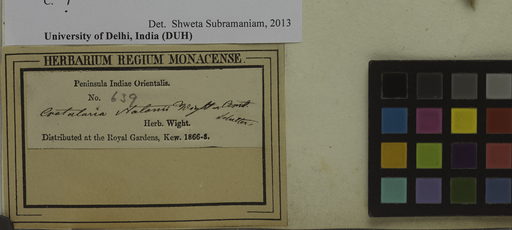 Det. Shweta Subramaniam, 2013
University of Delhi, India (DUH)
HERBARIUM REGIUM MONACENSE.
Peninsula Indiae Orientalis.
No. 639
Crotalaria Wight &
Herb. Wight.
Distributed at the Royal Gardens, Kew. 1866-8.